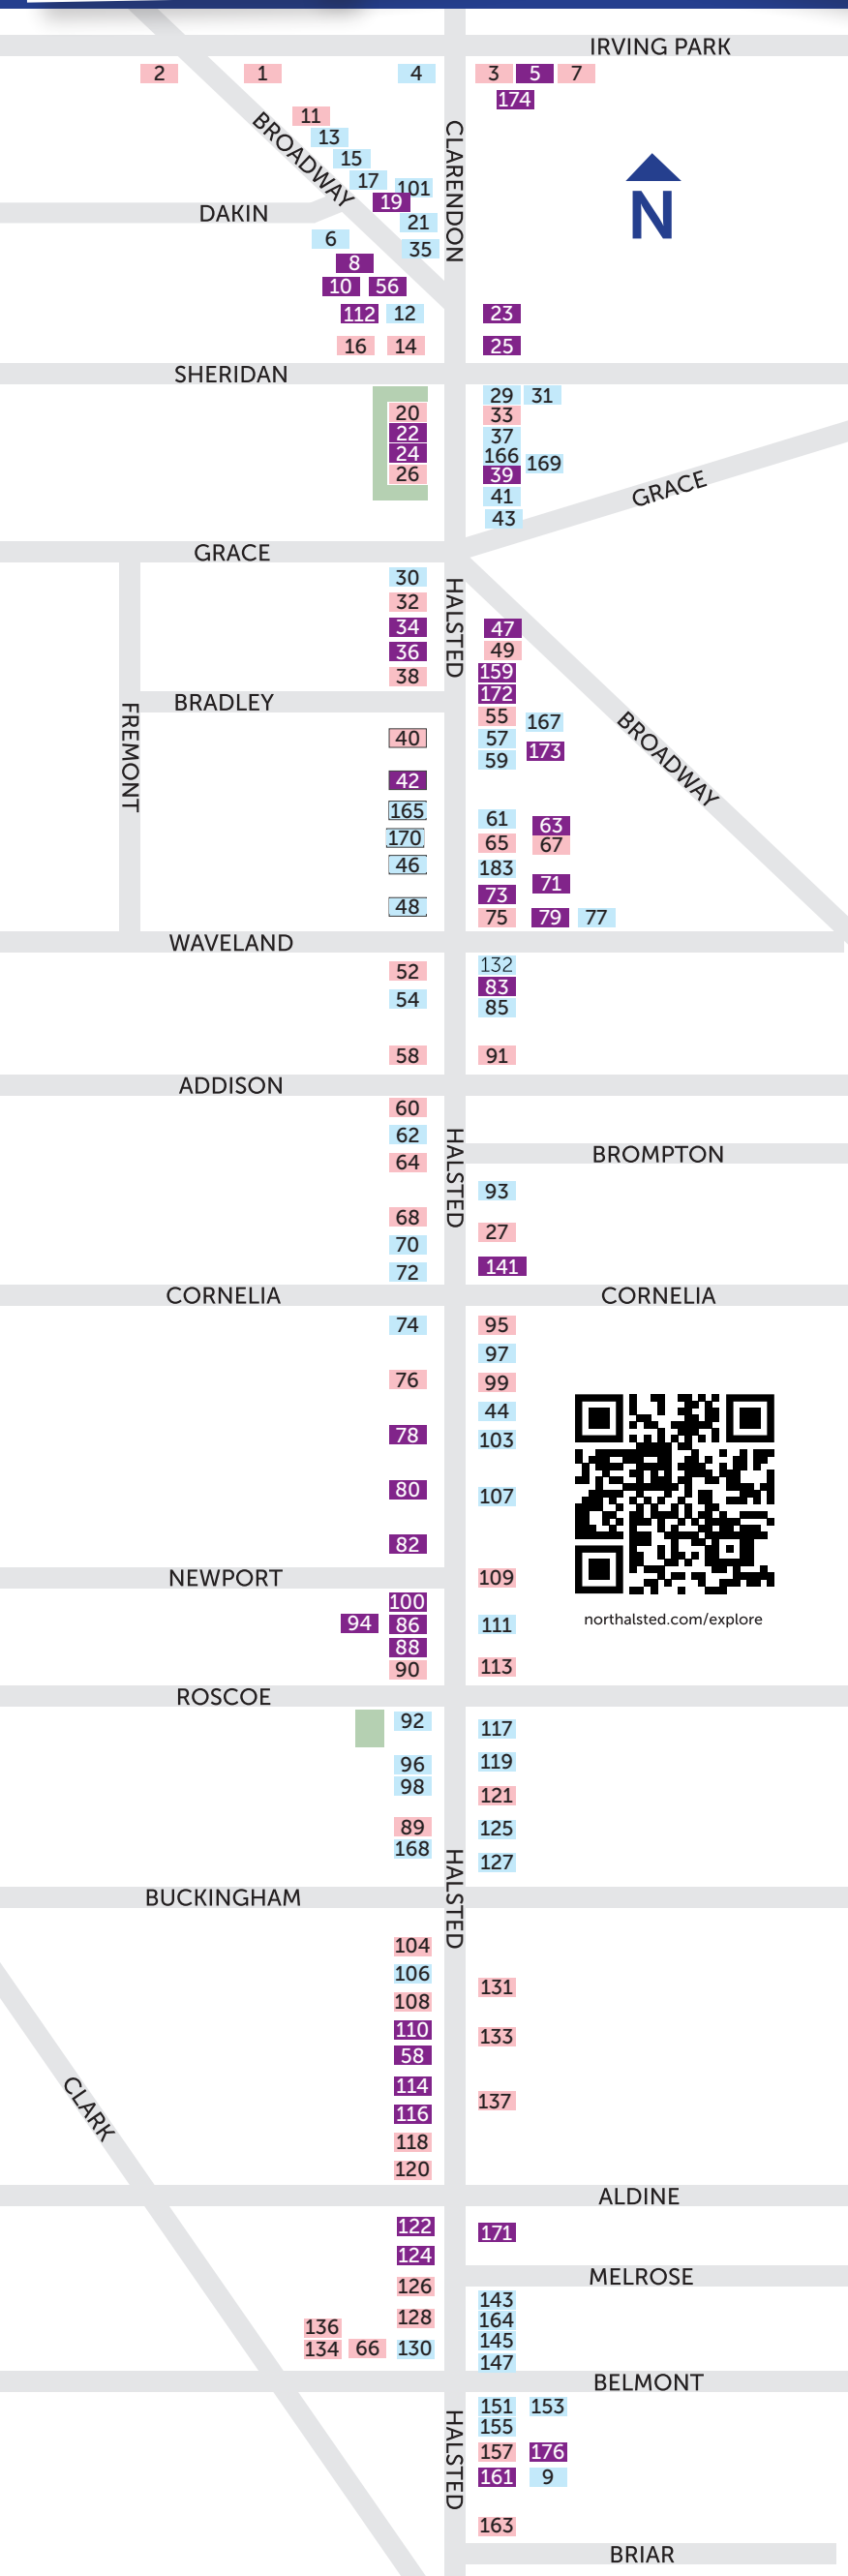 IRVING PARK
2 1 4 3 5 7
174
11
CLARENDON
BROADWAY
13
15
17
101
19
N
DAKIN
21
6
35
8
10 56
112 12 23
16 14 25
SHERIDAN
29 31
20 33
22 37
166
24 169
26 39
GRACE
41
43
GRACE
30
HALSTED
32
34 47
36 49
38 159
172
BRADLEY
FREMONT
55 167
BROADWAY
40 57
173
59
42
165 61
63
170 65 67
46 183
71
73
48
75 79 77
WAVELAND
132
52
83
54 85
58 91
ADDISON
60
HALSTED
62
BROMPTON
64
93
68
27
70
141
72
CORNELIA CORNELIA
74 95
97
76 99
44
78 103
80 107
82
NEWPORT
109
100
94 86 111
northalsted.com/explore
88
90 113
ROSCOE
92 117
96 119
98
121
89 125
168
127
HALSTED
BUCKINGHAM
104
106
131
108
110
133
58
CLARK
114
137
116
118
120
ALDINE
122
171
124
MELROSE
126
143
128 164
136
145
134 66 130
147
BELMONT
151 153
HALSTED
155
157 176
161 9
163
BRIAR